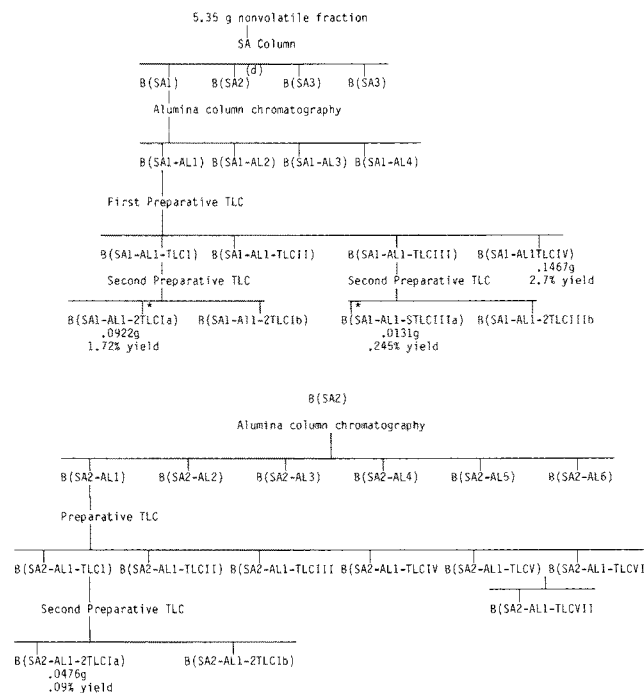 5.35 g nonvolatile fraction
SA Column
(d)
B(SA1) B(SA2) B(SA3) B(SA3)
Alumina column chromatography
B(SA1-AL1) B(SA1-AL2) B(SA1-AL3) B(SA1-AL4)
First Preparative TLC
B(SA1-AL1-TLC1) B(SA1-AL1-TLCII) B(SA1-AL1-TLCIII) B(SA1-AL1TLCIV)
.1467g
2.7% yield
Second Preparative TLC Second Preparative TLC
* *
B(SA1-AL1-2TLCIa) B(SA1-Al1-2TLCIb) B(SA1-AL1-STLCIIIa) B(SA1-AL1-2TLCIIIb
.0922g .0131g
1.72% yield .245% yield
B(SA2)
Alumina column chromatography
B(SA2-AL1) B(SA2-AL2) B(SA2-AL3) B(SA2-AL4) B(SA2-AL5) B(SA2-AL6)
Preparative TLC
B(SA2-AL1-TLC1) B(SA2-AL1-TLCII) B(SA2-AL1-TLCIII B(SA2-AL1-TLCIV B(SA2-AL1-TLCV) B(SA2-AL1-TLCVI
B(SA2-AL1-TLCVII
Second Preparative TLC
B(SA2-AL1-2TLCIa) B(SA2-AL1-2TLCIb)
.0476g
.09% yield